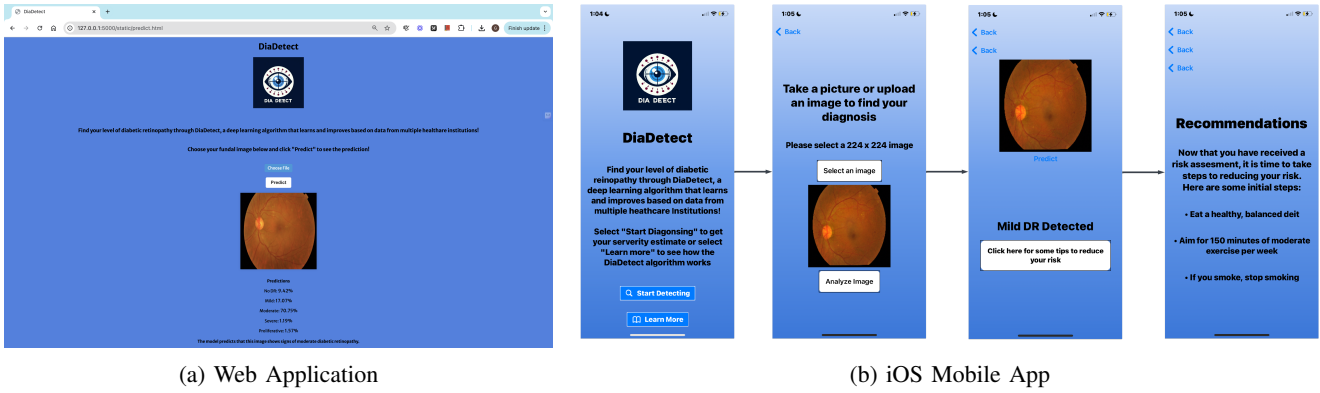 DiaDetect
127.0.0.1:5000/static/predict.html
Finish update
DiaDetect
DIA DEECT
Find your level of diabetic retinopathy through DiaDetect, a deep learning algorithm that learns and improves based on data from multiple healthare institutions!
Choose your fundal image below and click "Predict" to see the prediction!
Choose File
Predict
Predictions
No DR: 9.42%
Mild: 17.07%
Moderate: 70.75%
Severe: 1.19%
Proliferative: 1.57%
The model predicts that this image shows signs of moderate diabetic retinopathy.
(a) Web Application
1:04
DIA DEECT
DiaDetect
Find your level of diabetic
reinopathy through DiaDetect, a
deep learning algorithm that learns
and improves based on data from
multiple heathcare Institutions!
Select "Start Diagonsing" to get
your serverity estimate or select
"Learn more" to see how the
DiaDetect algorithm works
Start Detecting
Learn More
1:05
Back
Take a picture or upload
an image to find your
diagnosis
Please select a 224 x 224 image
Select an image
Analyze Image
1:05
Back
Back
Predict
Mild DR Detected
Click here for some tips to reduce
your risk
1:05
Back
Back
Back
Recommendations
Now that you have received a
risk assesment, it is time to take
steps to reducing your risk.
Here are some initial steps:
• Eat a healthy, balanced deit
• Aim for 150 minutes of moderate
exercise per week
• If you smoke, stop smoking
(b) iOS Mobile App